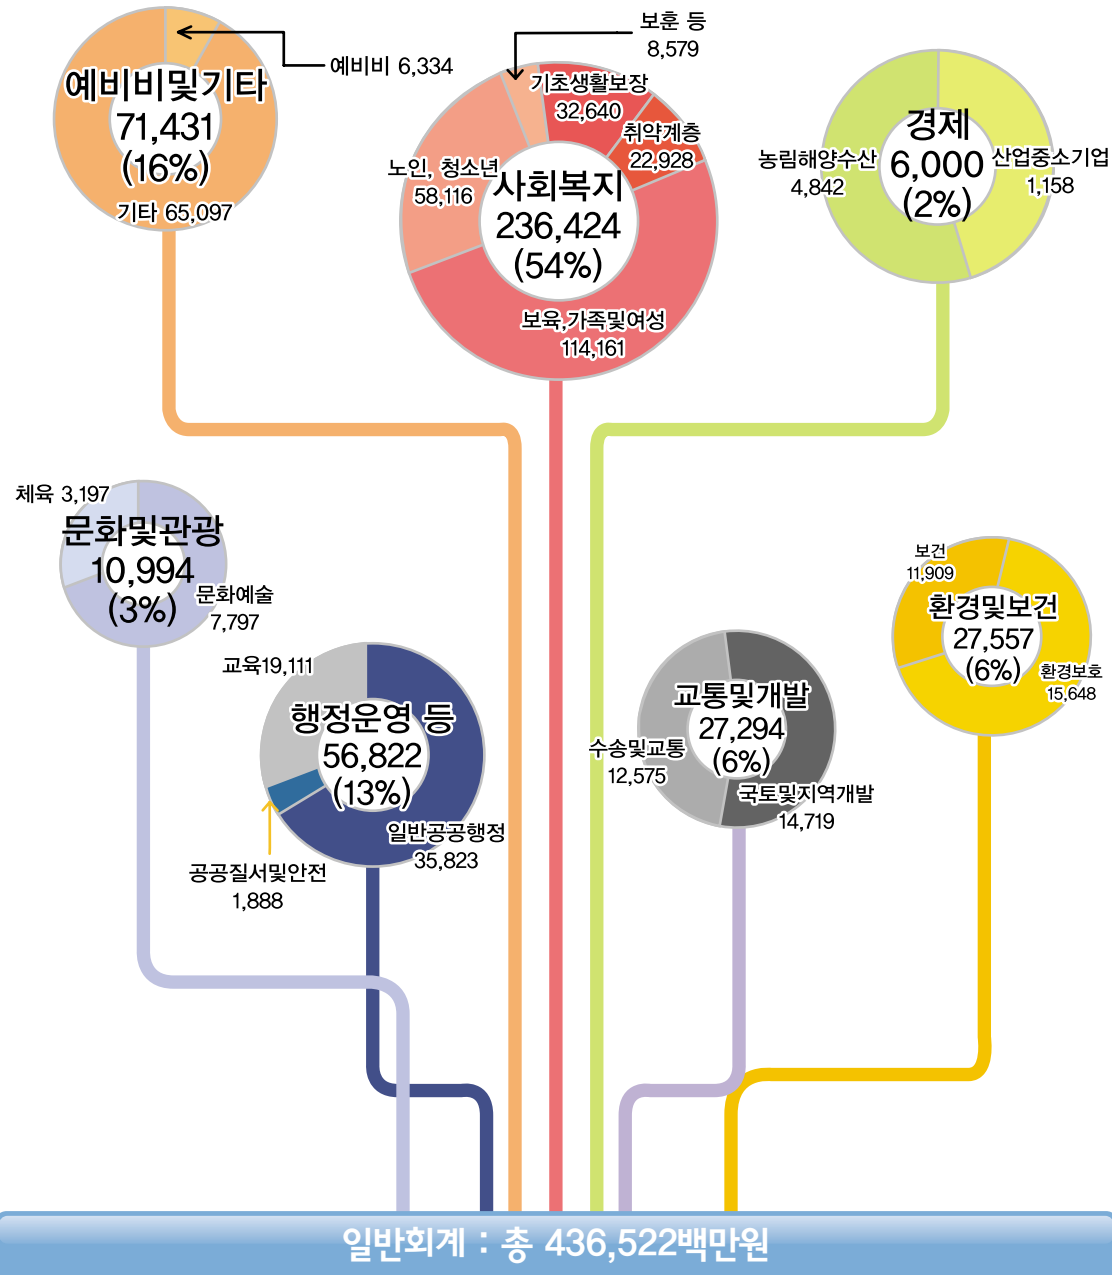 예비비및기타
71,431
(16%)
예비비 6,334
기타 65,097
보훈 등
8,579
기초생활보장
32,640
취약계층
22,928
노인, 청소년
58,116
사회복지
236,424
(54%)
보육,가족및여성
114,161
경제
6,000
(2%)
농림해양수산
4,842
산업중소기업
1,158
체육 3,197
문화및관광
10,994
(3%)
문화예술
7,797
교육19,111
행정운영 등
56,822
(13%)
일반공공행정
35,823
공공질서및안전
1,888
교통및개발
27,294
(6%)
수송및교통
12,575
국토및지역개발
14,719
보건
11,909
환경및보건
27,557
(6%)
환경보호
15,648
일반회계 : 총 436,522백만원